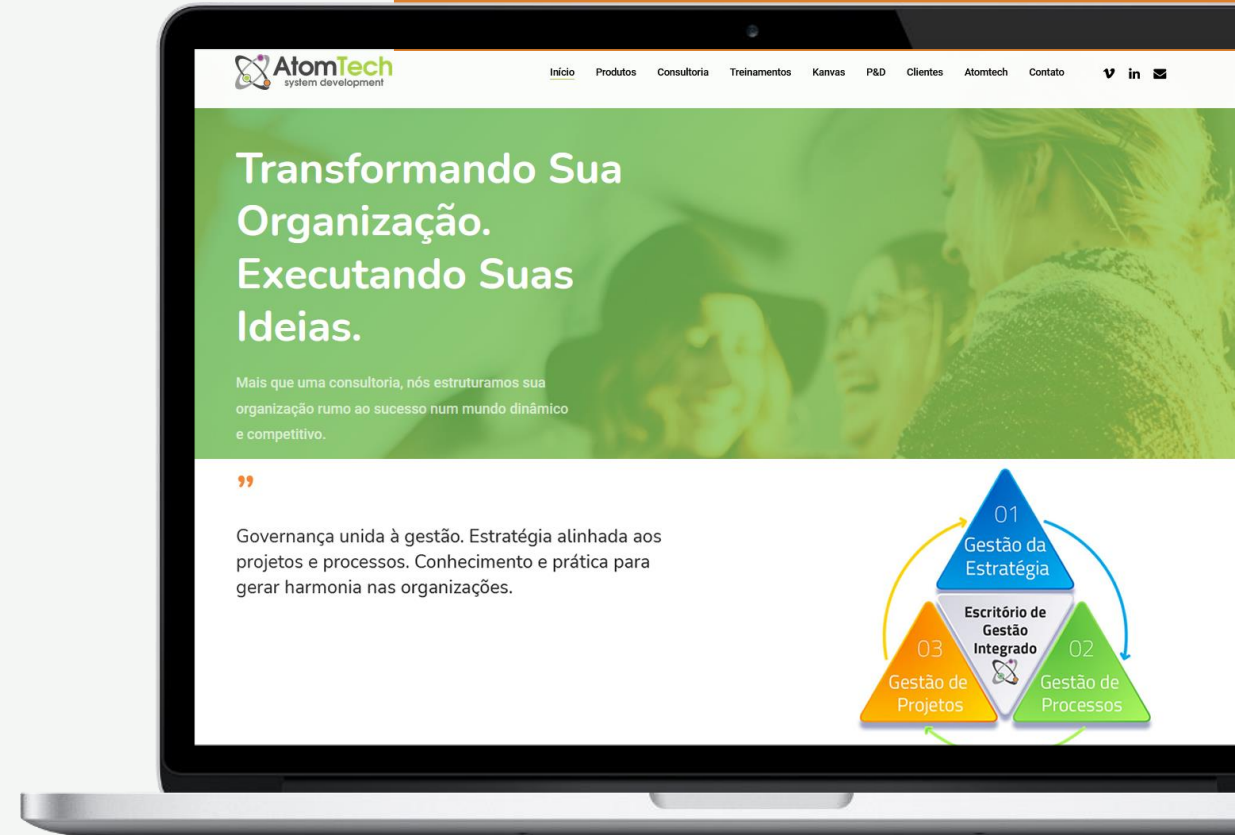 AtomTech
system development
Início Produtos Consultoria Treinamentos Kanvas P&D Clientes Atomtech Contato
Transformando Sua
Organização.
Executando Suas
Ideias.
Mais que uma consultoria, nós estruturamos sua
organização rumo ao sucesso num mundo dinâmico
e competitivo.
”
Governança unida à gestão. Estratégia alinhada aos
projetos e processos. Conhecimento e prática para
gerar harmonia nas organizações.
01
Gestão da
Estratégia
Escritório de
Gestão
Integrado
03
Gestão de
Projetos
02
Gestão de
Processos